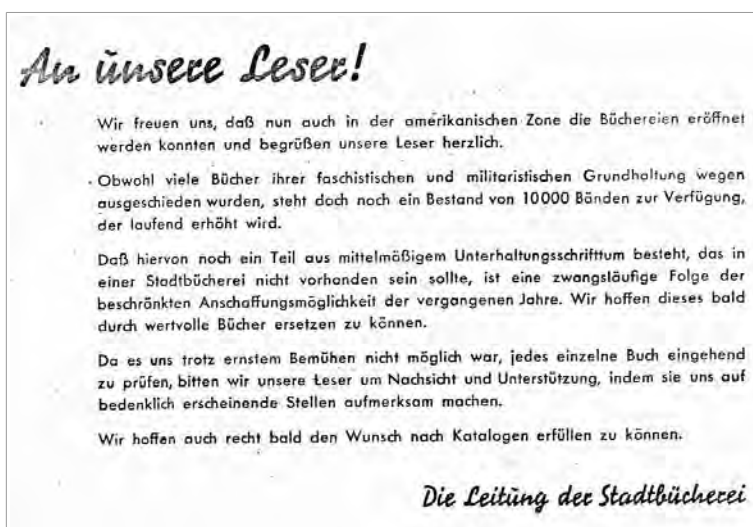 An unsere Leser!
Wir freuen uns, daß nun auch in der amerikanischen Zone die Büchereien eröffnet
werden konnten und begrüßen unsere Leser herzlich.
Obwohl viele Bücher ihrer faschistischen und militaristischen Grundhaltung wegen
ausgeschieden wurden, steht doch noch ein Bestand von 10000 Bänden zur Verfügung,
der laufend erhöht wird.
Daß hiervon noch ein Teil aus mittelmäßigem Unterhaltungsschrifttum besteht, das in
einer Stadtbücherei nicht vorhanden sein sollte, ist eine zwangsläufige Folge der
beschränkten Anschaffungsmöglichkeit der vergangenen Jahre. Wir hoffen dieses bald
durch wertvolle Bücher ersetzen zu können.
Da es uns trotz ernstem Bemühen nicht möglich war, jedes einzelne Buch eingehend
zu prüfen, bitten wir unsere Leser um Nachsicht und Unterstützung, indem sie uns auf
bedenklich erscheinende Stellen aufmerksam machen.
Wir hoffen auch recht bald den Wunsch nach Katalogen erfüllen zu können.
Die Leitung der Stadtbücherei